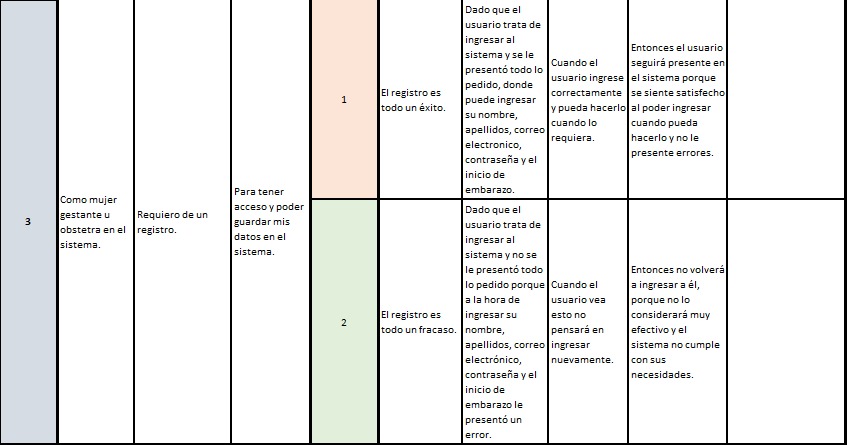 3
Como mujer
gestante u
obstetra en el
sistema.
Requiero de un
registro.
Para tener
acceso y poder
guardar mis
datos en el
sistema.
1
El registro es
todo un éxito.
Dado que el
usuario trata de
ingresar al
sistema y se le
presentó todo lo
pedido, donde
puede ingresar
su nombre,
apellidos, correo
electronico,
contraseña y el
inicio de
embarazo.
Cuando el
usuario ingrese
correctamente
y pueda hacerlo
cuando lo
requiera.
Entonces el usuario
seguirá presente en
el sistema porque
se siente satisfecho
al poder ingresar
cuando pueda
hacerlo y no le
presente errores.
2
El registro es
todo un fracaso.
Dado que el
usuario trata de
ingresar al
sistema y no se
le presentó todo
lo pedido porque
a la hora de
ingresar su
nombre,
apellidos, correo
electrónico,
contraseña y el
inicio de
embarazo le
presentó un
error.
Cuando el
usuario vea
esto no
pensará en
ingresar
nuevamente.
Entonces no volverá
a ingresar a él,
porque no lo
considerará muy
efectivo y el
sistema no cumple
con sus
necesidades.